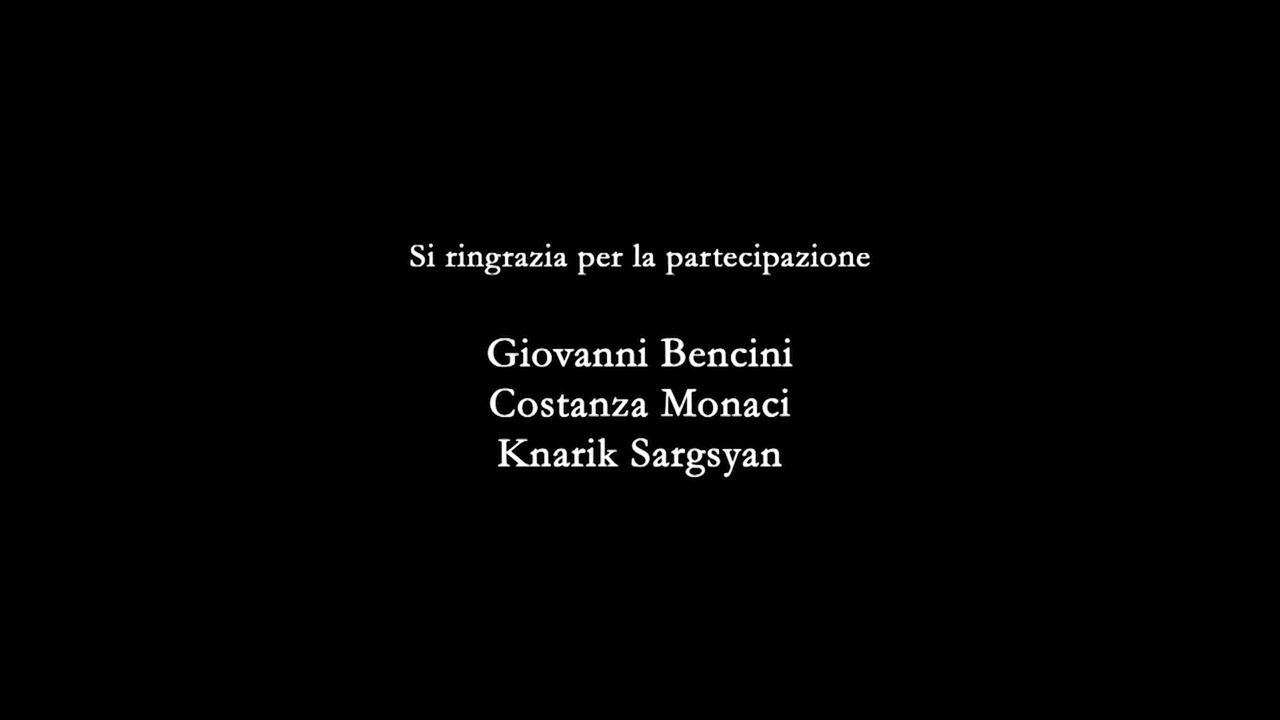 Si ringrazia per la partecipazione
Giovanni Bencini
Costanza Monaci
Knarik Sargsyan